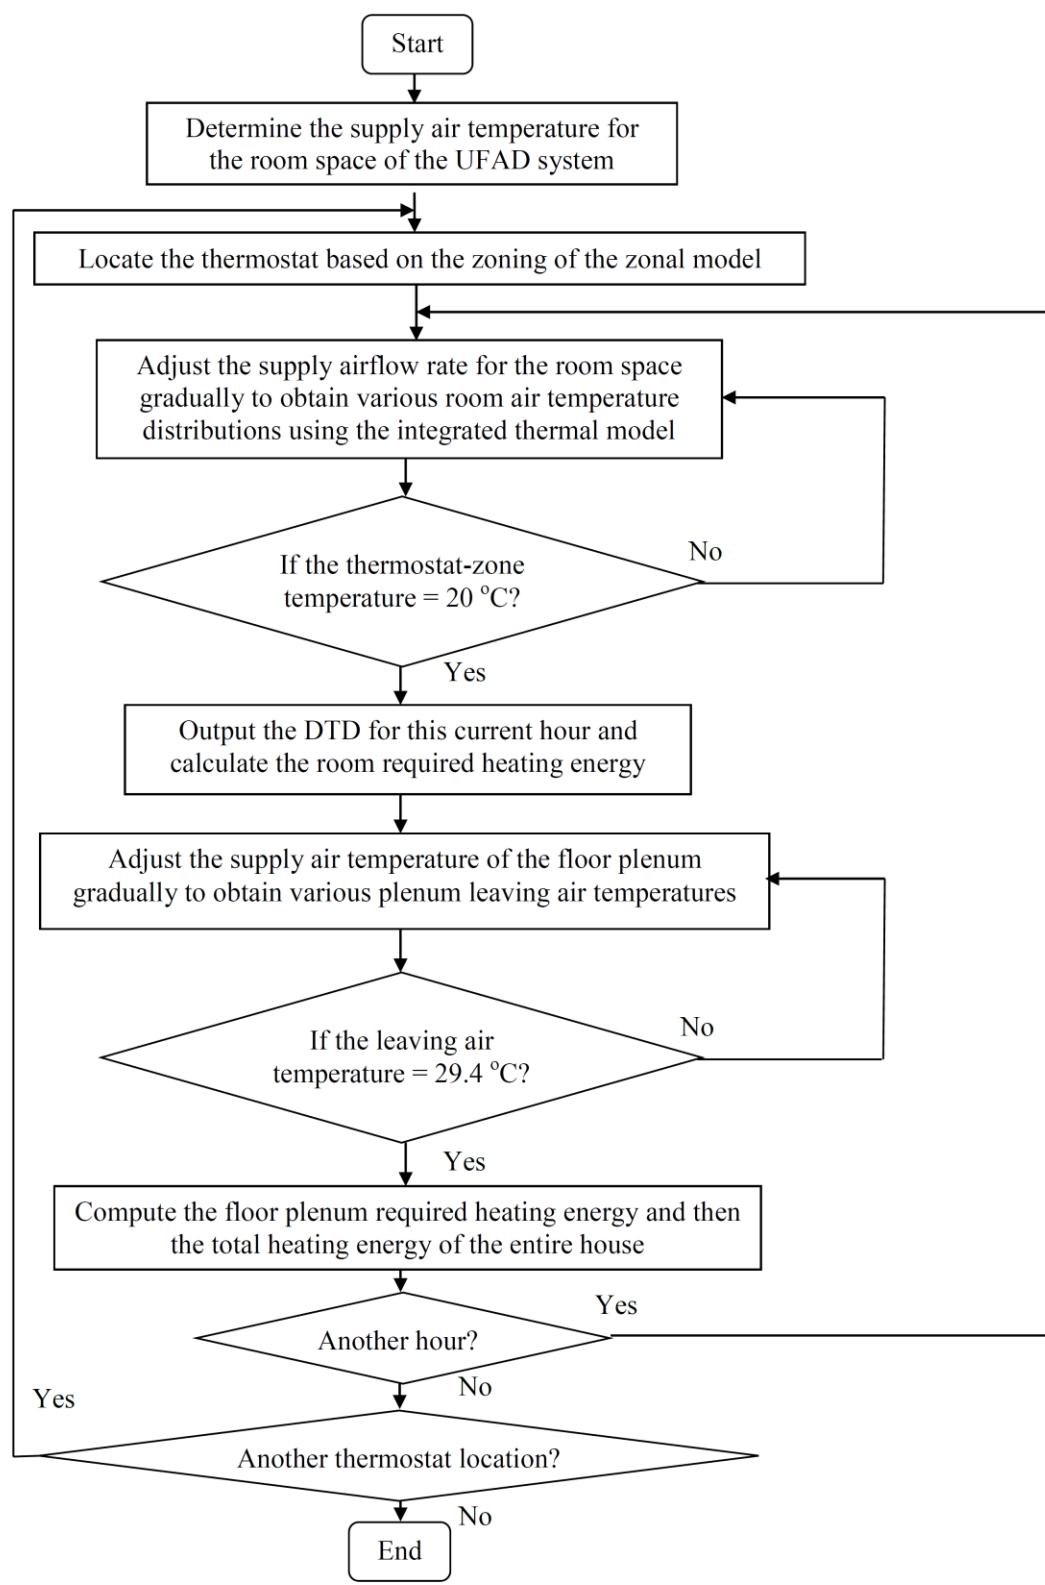 Start
Determine the supply air temperature for
the room space of the UFAD system
Locate the thermostat based on the zoning of the zonal model
Adjust the supply airflow rate for the room space
gradually to obtain various room air temperature
distributions using the integrated thermal model
No
If the thermostat-zone
temperature = 20 °C?
Yes
Output the DTD for this current hour and
calculate the room required heating energy
Adjust the supply air temperature of the floor plenum
gradually to obtain various plenum leaving air temperatures
No
If the leaving air
temperature = 29.4 °C?
Yes
Compute the floor plenum required heating energy and then
the total heating energy of the entire house
Yes
Another hour?
No
Yes
Another thermostat location?
No
End